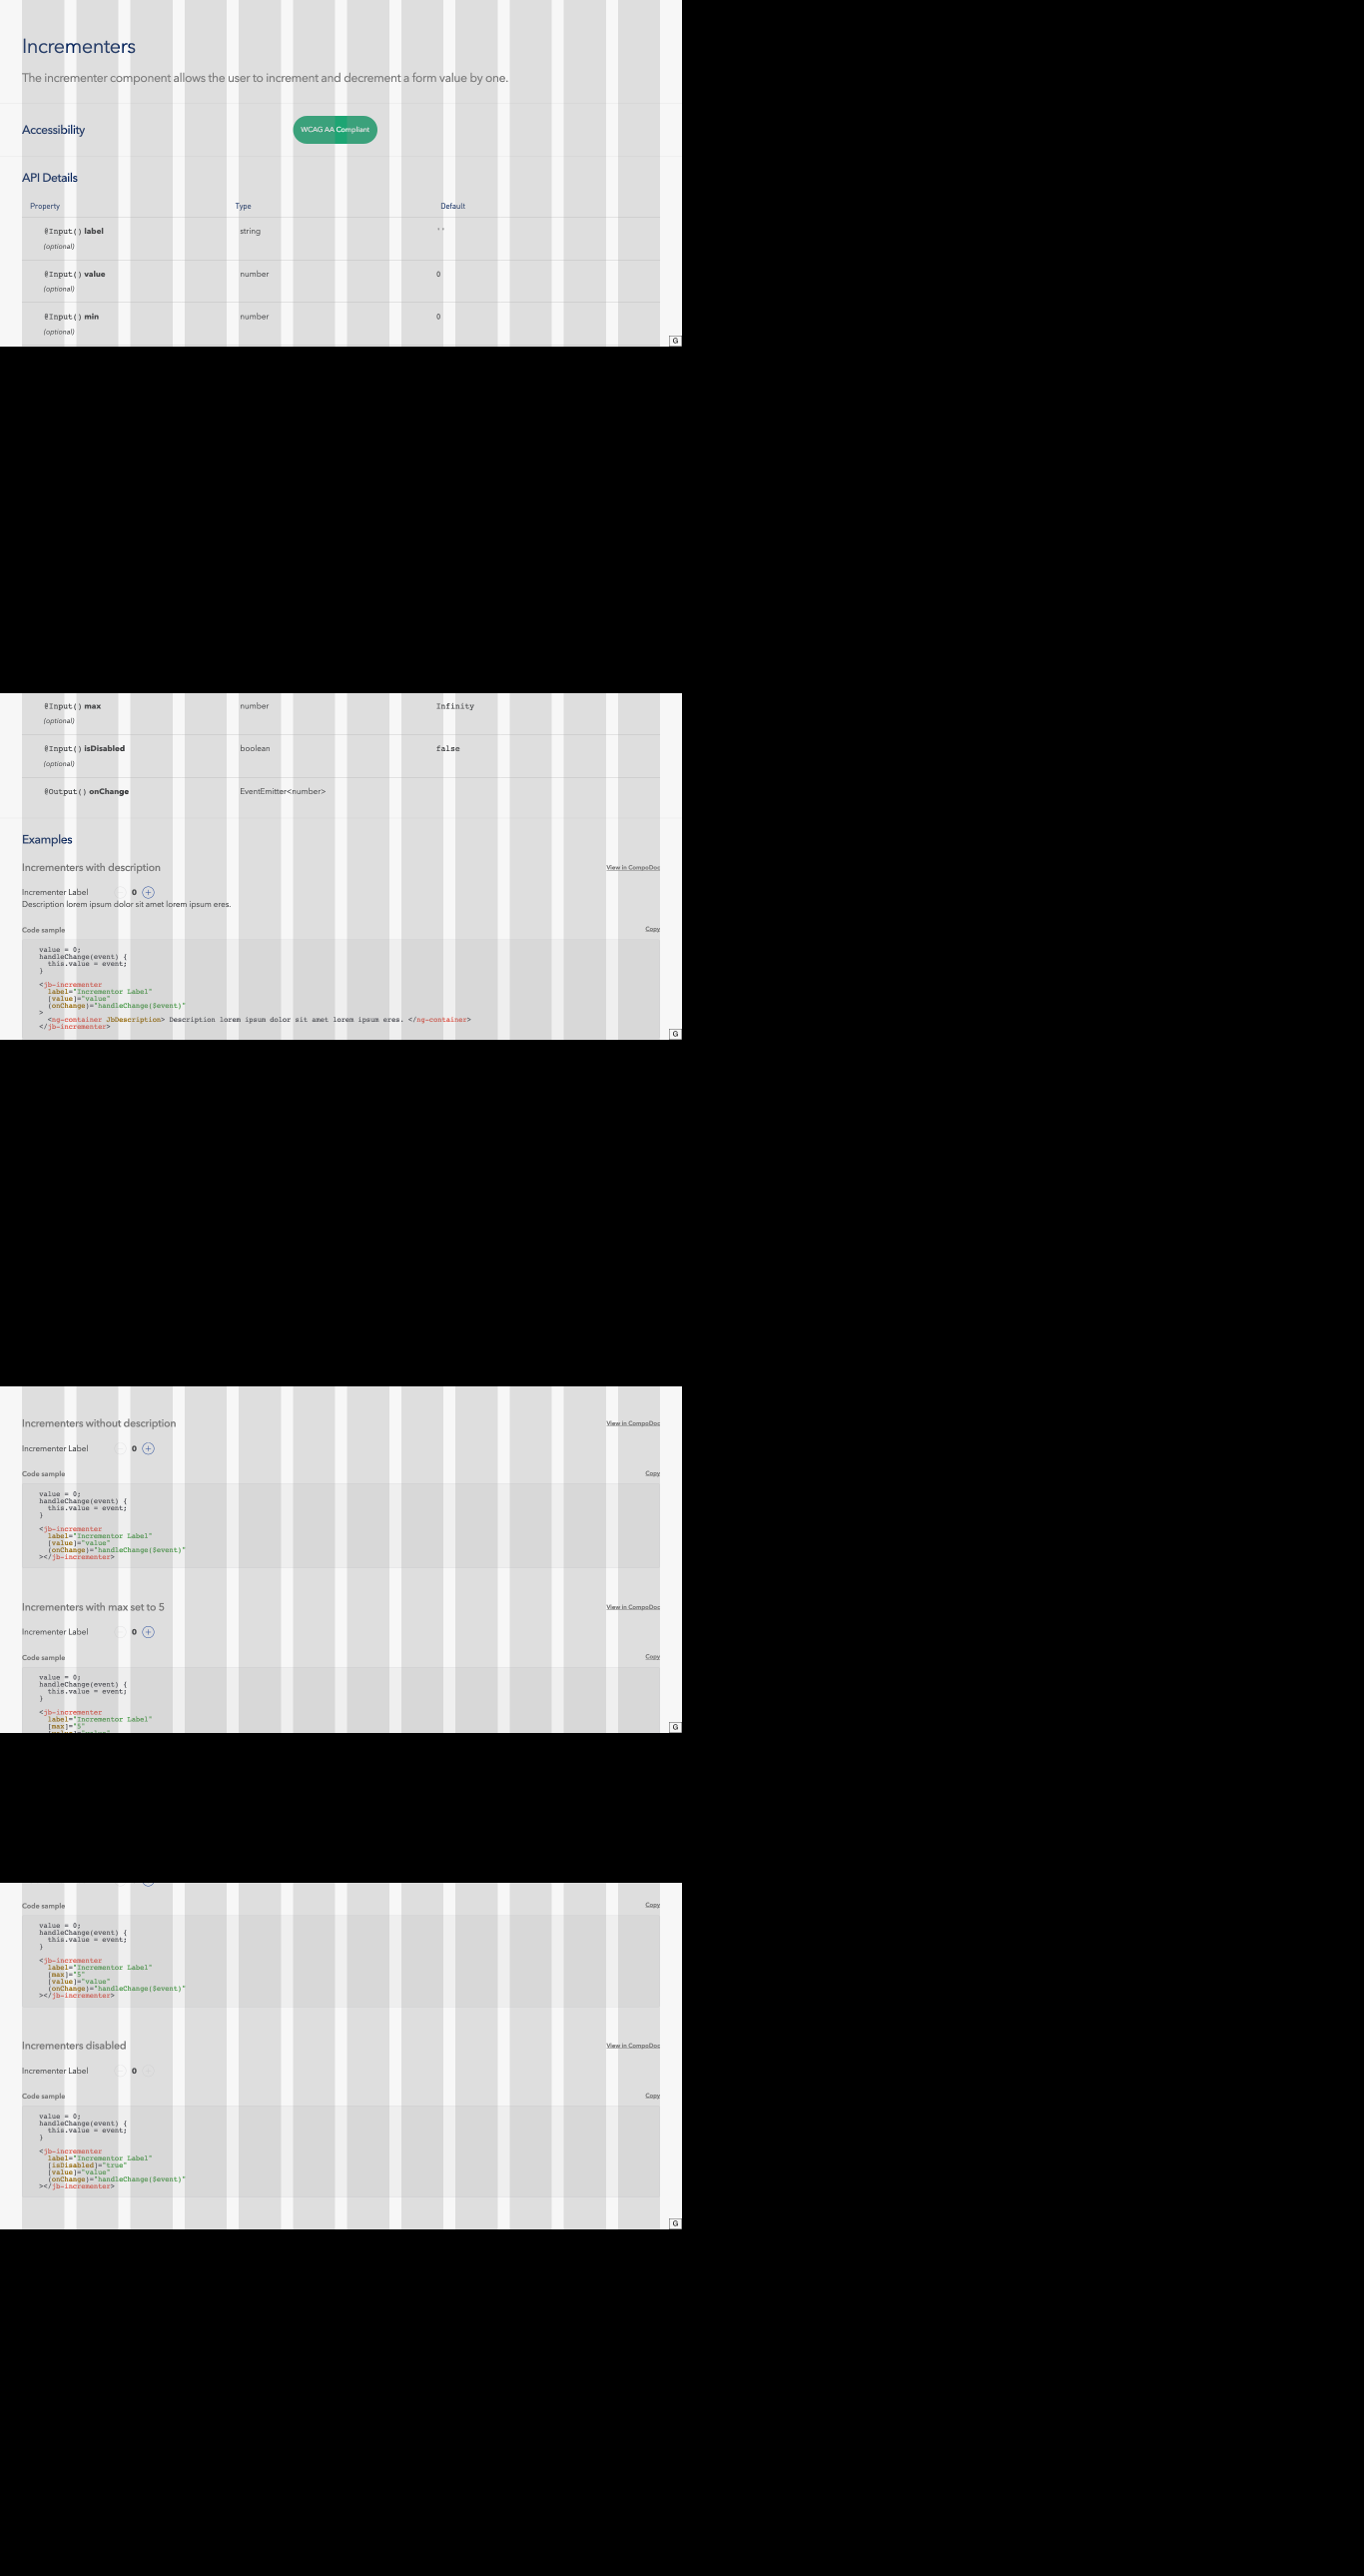 Incrementers
The incrementer component allows the user to increment and decrement a form value by one.
Accessibility
WCAG AA Compliant
API Details
Property Type Default
@Input() label string ''
(optional)
@Input() value number 0
(optional)
@Input() min number 0
(optional)
G
@Input() max number Infinity
(optional)
@Input() isDisabled boolean false
(optional)
@Output() onChange EventEmitter<number>
Examples
Incrementers with description View in CompoDoc
Incrementer Label 0 +
Description lorem ipsum dolor sit amet lorem ipsum eres.
Code sample Copy
value = 0;
handleChange(event) {
this.value = event;
}
<jb-incrementer
label="Incrementor Label"
[value]="value"
(onChange)="handleChange($event)"
>
<ng-container JbDescription> Description lorem ipsum dolor sit amet lorem ipsum eres. </ng-container>
</jb-incrementer>
G
Incrementers without description View in CompoDoc
Incrementer Label 0 +
Code sample Copy
value = 0;
handleChange(event) {
this.value = event;
}
<jb-incrementer
label="Incrementor Label"
[value]="value"
(onChange)="handleChange($event)"
></jb-incrementer>
Incrementers with max set to 5 View in CompoDoc
Incrementer Label 0 +
Code sample Copy
value = 0;
handleChange(event) {
this.value = event;
}
<jb-incrementer
label="Incrementor Label"
[max]="5"
G
Code sample Copy
value = 0;
handleChange(event) {
this.value = event;
}
<jb-incrementer
label="Incrementor Label"
[max]="5"
[value]="value"
(onChange)="handleChange($event)"
></jb-incrementer>
Incrementers disabled View in CompoDoc
Incrementer Label 0
Code sample Copy
value = 0;
handleChange(event) {
this.value = event;
}
<jb-incrementer
label="Incrementor Label"
[isDisabled]="true"
[value]="value"
(onChange)="handleChange($event)"
></jb-incrementer>
G